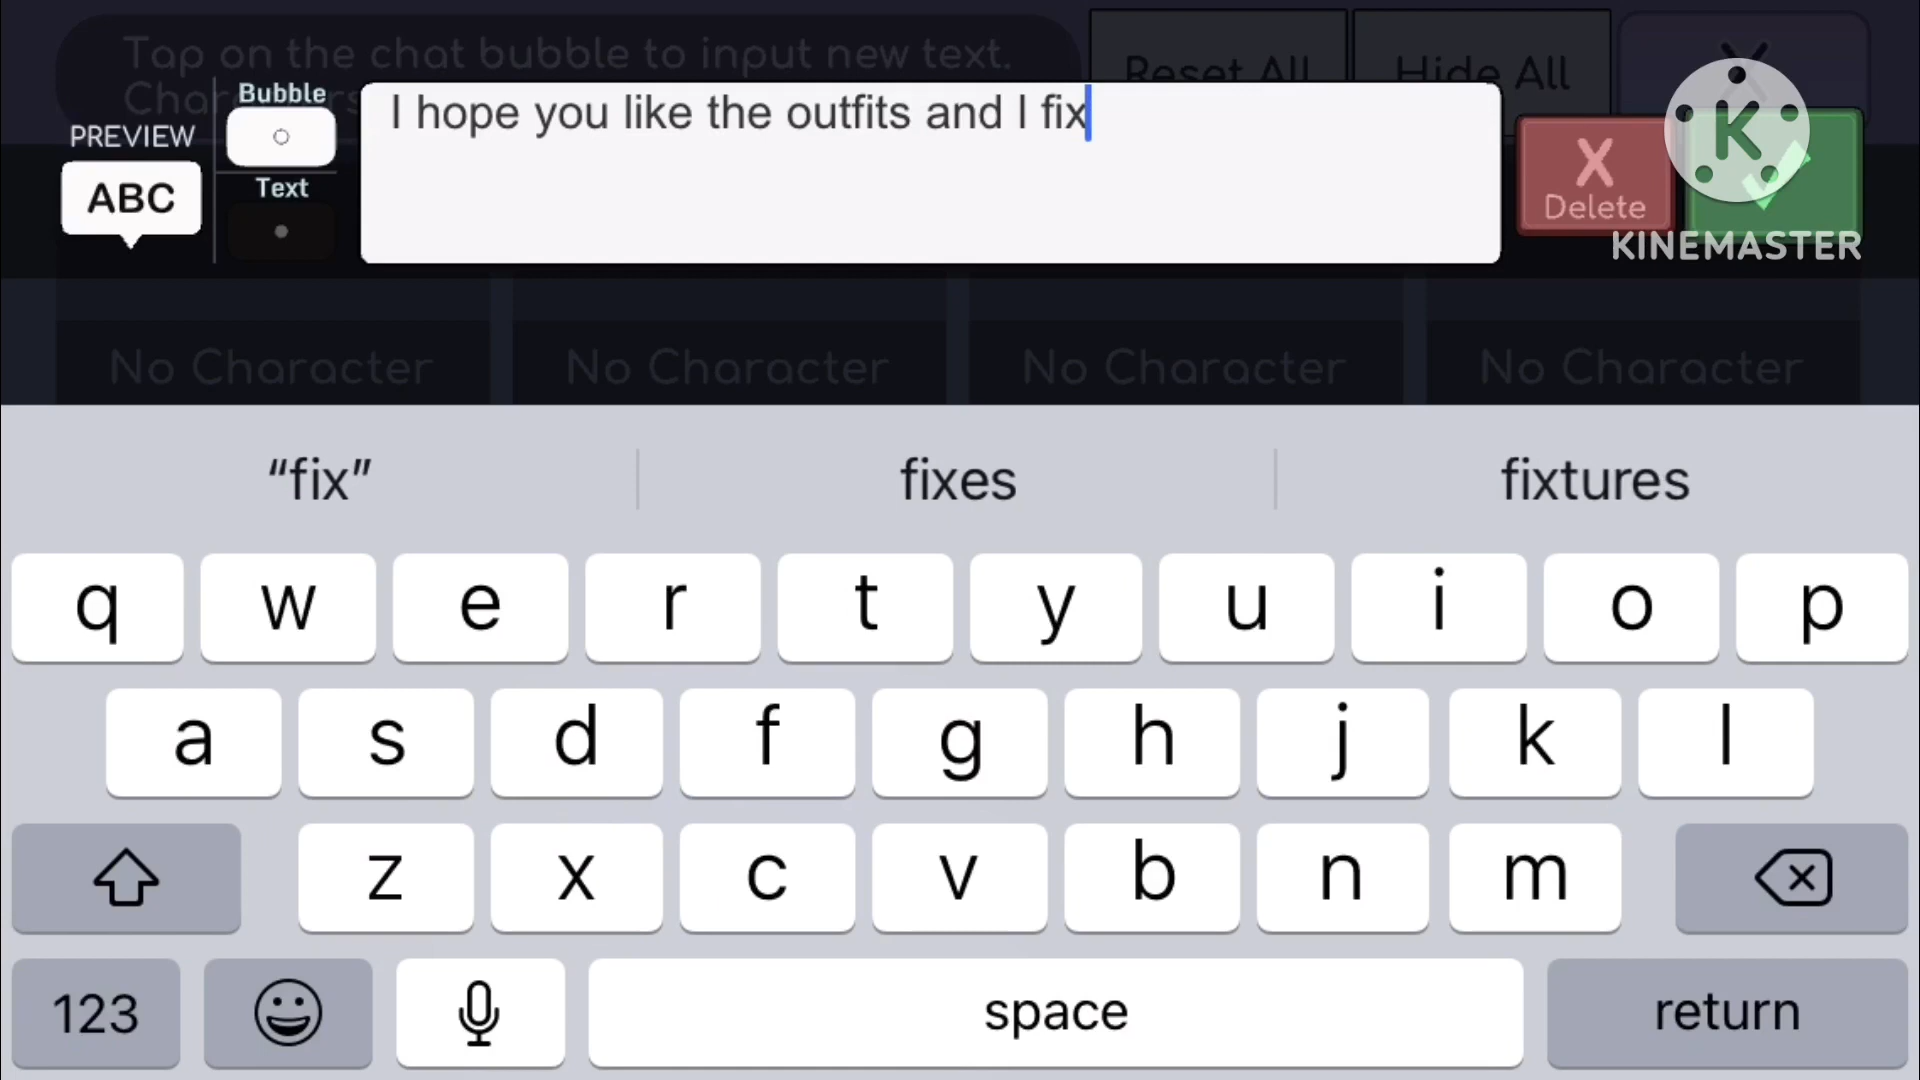 Tap on the chat bubble to input new text.
Characters
Reset All
Hide All
Bubble
I hope you like the outfits and I fix
PREVIEW
ABC
Text
X
Delete
K
KINEMASTER
No Character
No Character
No Character
No Character
“fix”
fixes
fixtures
q w e r t y u i o p
a s d f g h j k l
z x c v b n m
123
space
return